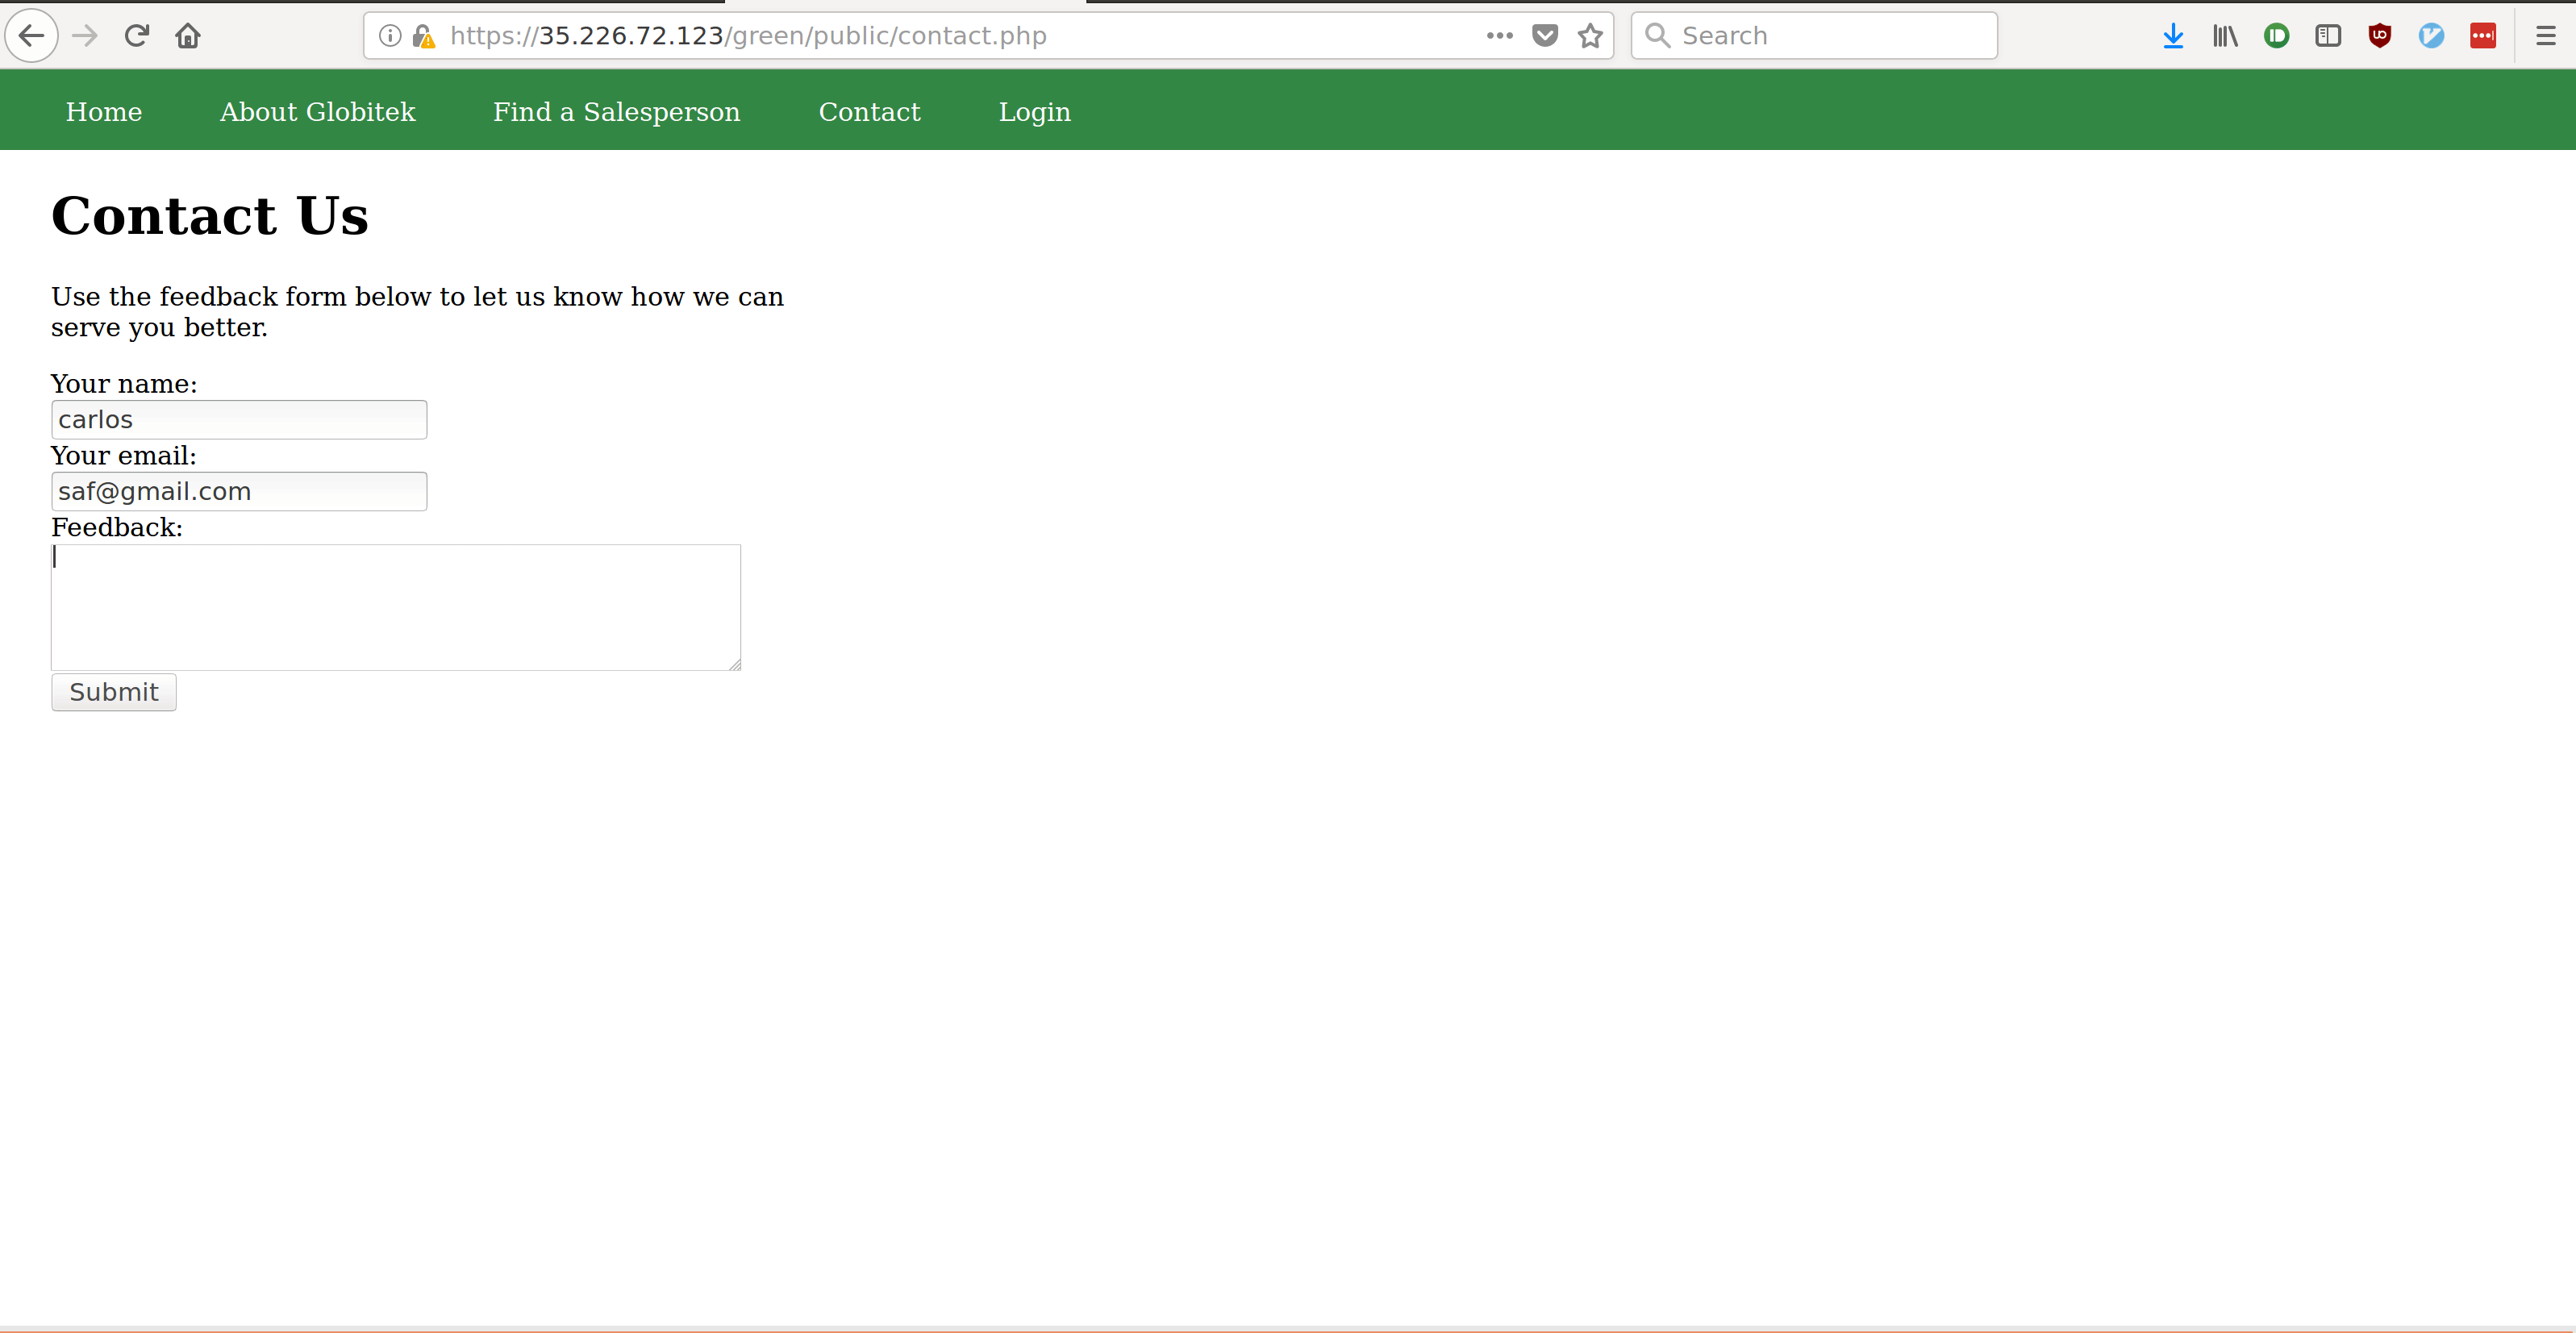 https://35.226.72.123/green/public/contact.php
Search
Home About Globitek Find a Salesperson Contact Login
Contact Us
Use the feedback form below to let us know how we can
serve you better.
Your name:
carlos
Your email:
saf@gmail.com
Feedback:
Submit